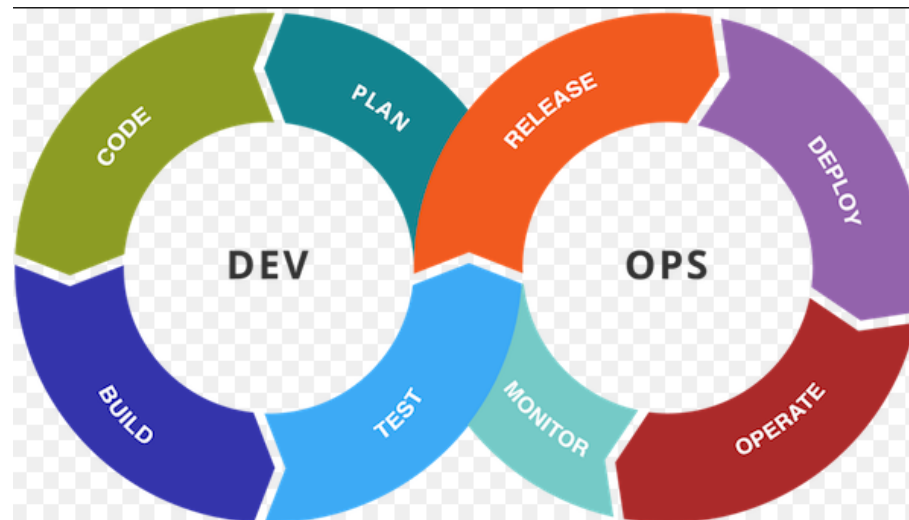 PLAN
CODE
BUILD
TEST
RELEASE
DEPLOY
OPERATE
MONITOR
DEV
OPS